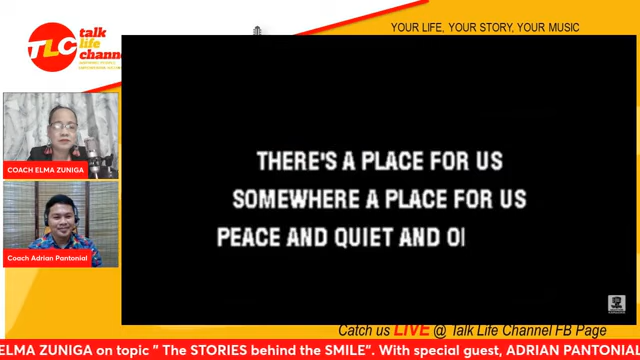 YOUR LIFE, YOUR STORY, YOUR MUSIC
TLC
talk
life
channe
COACH ELMA ZUNIGA
Coach Adrian Pantonial
THERE'S A PLACE FOR US
SOMEWHERE A PLACE FOR US
PEACE AND QUIET AND
Catch us LIVE @ Talk Life Channel FB Page
ELMA ZUNIGA on topic " The STORIES behind the SMILE". With special guest, ADRIAN PANTONIAL